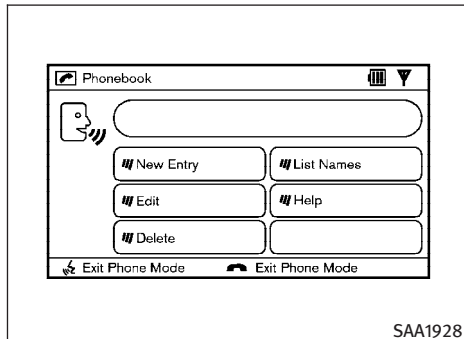 Phonebook
New Entry
List Names
Edit
Help
Delete
Exit Phone Mode Exit Phone Mode
SAA1928